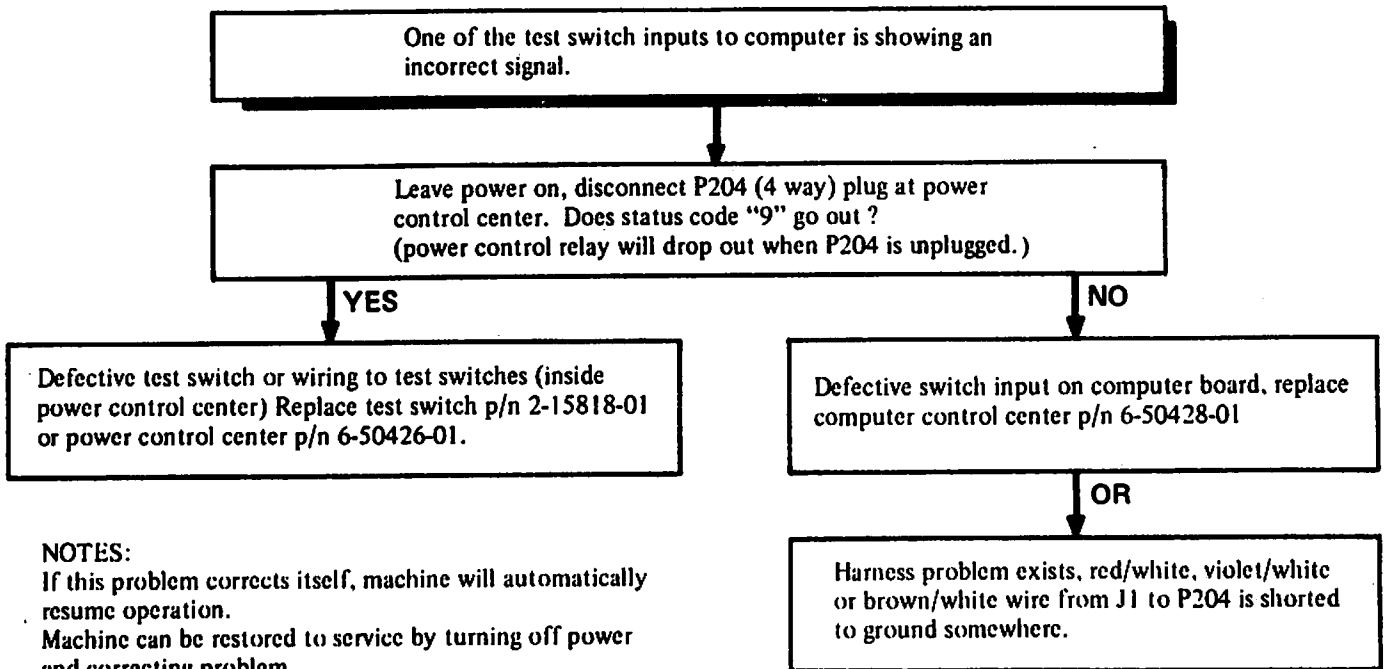 One of the test switch inputs to computer is showing an
incorrect signal.
Leave power on, disconnect P204 (4 way) plug at power
control center. Does status code "9" go out ?
(power control relay will drop out when P204 is unplugged.)
YES
NO
Defective test switch or wiring to test switches (inside
power control center) Replace test switch p/n 2-15818-01
or power control center p/n 6-50426-01.
Defective switch input on computer board, replace
computer control center p/n 6-50428-01
OR
Harness problem exists, red/white, violet/white
or brown/white wire from J1 to P204 is shorted
to ground somewhere.
NOTES:
If this problem corrects itself, machine will automatically
resume operation.
Machine can be restored to service by turning off power
and correcting problem.